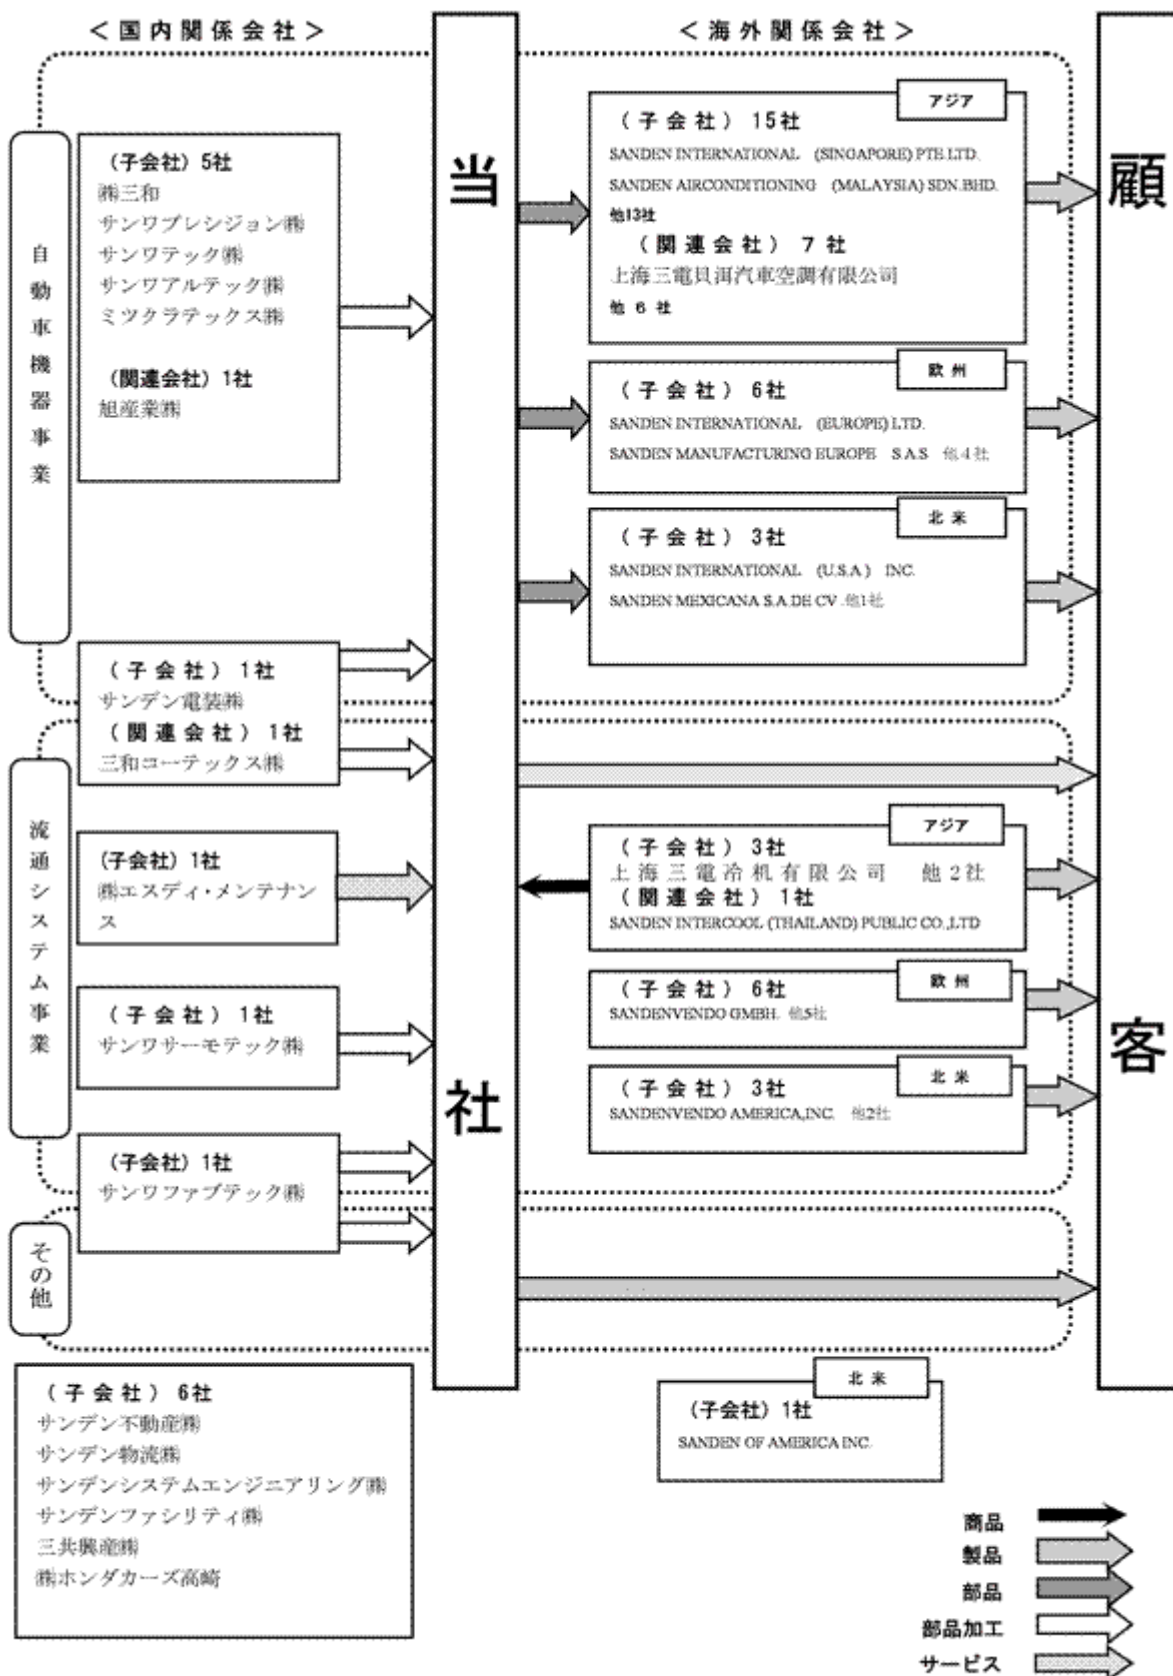 ＜国内関係会社＞
＜海外関係会社＞
当社
顧客
自動車機器事業
(子会社) 5社
㈱三和
サンワプレシジョン㈱
サンワテック㈱
サンワアルテック㈱
ミツクラテックス㈱
(関連会社) 1社
旭産業㈱
アジア
(子会社) 15社
SANDEN INTERNATIONAL (SINGAPORE) PTE.LTD.
SANDEN AIRCONDITIONING (MALAYSIA) SDN.BHD.
他13社
(関連会社) 7社
上海三電貝洱汽車空調有限公司
他 6 社
欧州
(子会社) 6社
SANDEN INTERNATIONAL (EUROPE) LTD.
SANDEN MANUFACTURING EUROPE S.A.S 他4社
北米
(子会社) 3社
SANDEN INTERNATIONAL (U.S.A) INC.
SANDEN MEXICANA S.A.DE CV .他1社
(子会社) 1社
サンデン電装㈱
(関連会社) 1社
三和コーテックス㈱
流通システム事業
(子会社) 1社
㈱エスディ・メンテナン
ス
アジア
(子会社) 3社
上海三電冷机有限公司 他2社
(関連会社) 1社
SANDEN INTERCOOL (THAILAND) PUBLIC CO.,LTD
(子会社) 1社
サンワサーモテック㈱
欧州
(子会社) 6社
SANDENVENDO GMBH. 他5社
北米
(子会社) 3社
SANDENVENDO AMERICA,INC. 他2社
(子会社) 1社
サンワファブテック㈱
その他
(子会社) 6社
サンデン不動産㈱
サンデン物流㈱
サンデンシステムエンジニアリング㈱
サンデンファシリティ㈱
三共興産㈱
㈱ホンダカーズ高崎
北米
(子会社) 1社
SANDEN OF AMERICA INC.
商品
製品
部品
部品加工
サービス